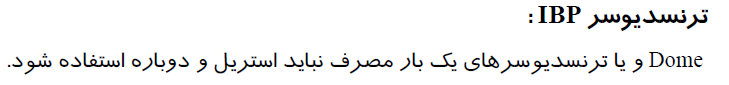 ترنسدیوسر IBP :
Dome و یا ترنسدیوسرهای یک بار مصرف نباید استریل و دوباره استفاده شود.